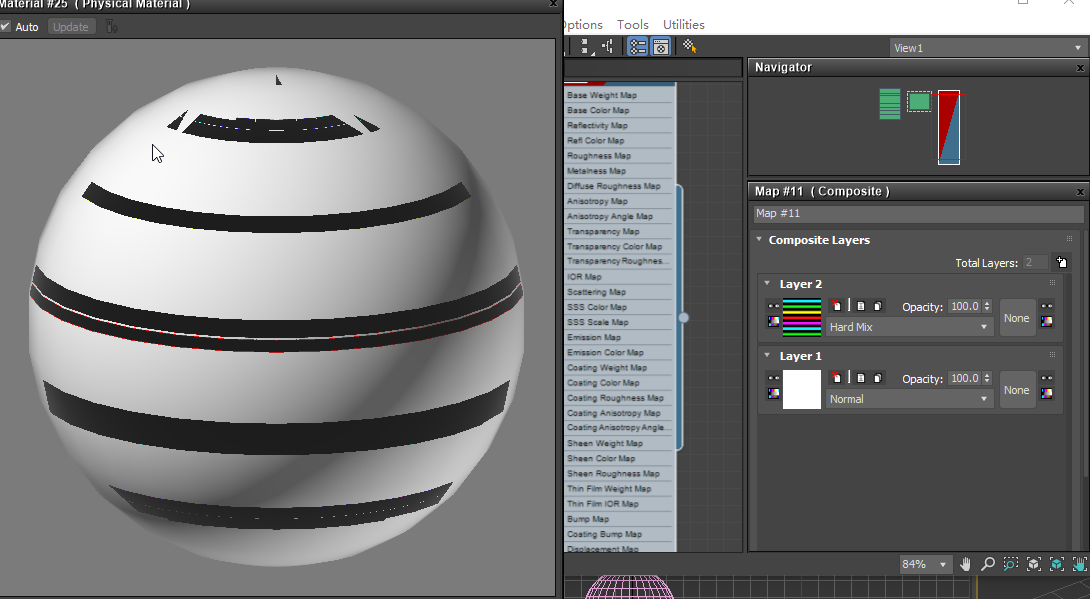 Material #25 ( Physical Material )
Auto
Update
Options Tools Utilities
View1
Base Weight Map
Base Color Map
Reflectivity Map
Refl Color Map
Roughness Map
Metalness Map
Diffuse Roughness Map
Anisotropy Map
Anisotropy Angle Map
Transparency Map
Transparency Color Map
Transparency Roughnes...
IOR Map
Scattering Map
SSS Color Map
SSS Scale Map
Emission Map
Emission Color Map
Coating Weight Map
Coating Color Map
Coating Roughness Map
Coating Anisotropy Map
Coating Anisotropy Angle...
Sheen Weight Map
Sheen Color Map
Sheen Roughness Map
Thin Film Weight Map
Thin Film IOR Map
Bump Map
Coating Bump Map
Displacement Map
Navigator
Map #11 ( Composite )
Map #11
Composite Layers
Total Layers: 2
Layer 2
Opacity: 100.0
None
Hard Mix
Layer 1
Opacity: 100.0
None
Normal
84%